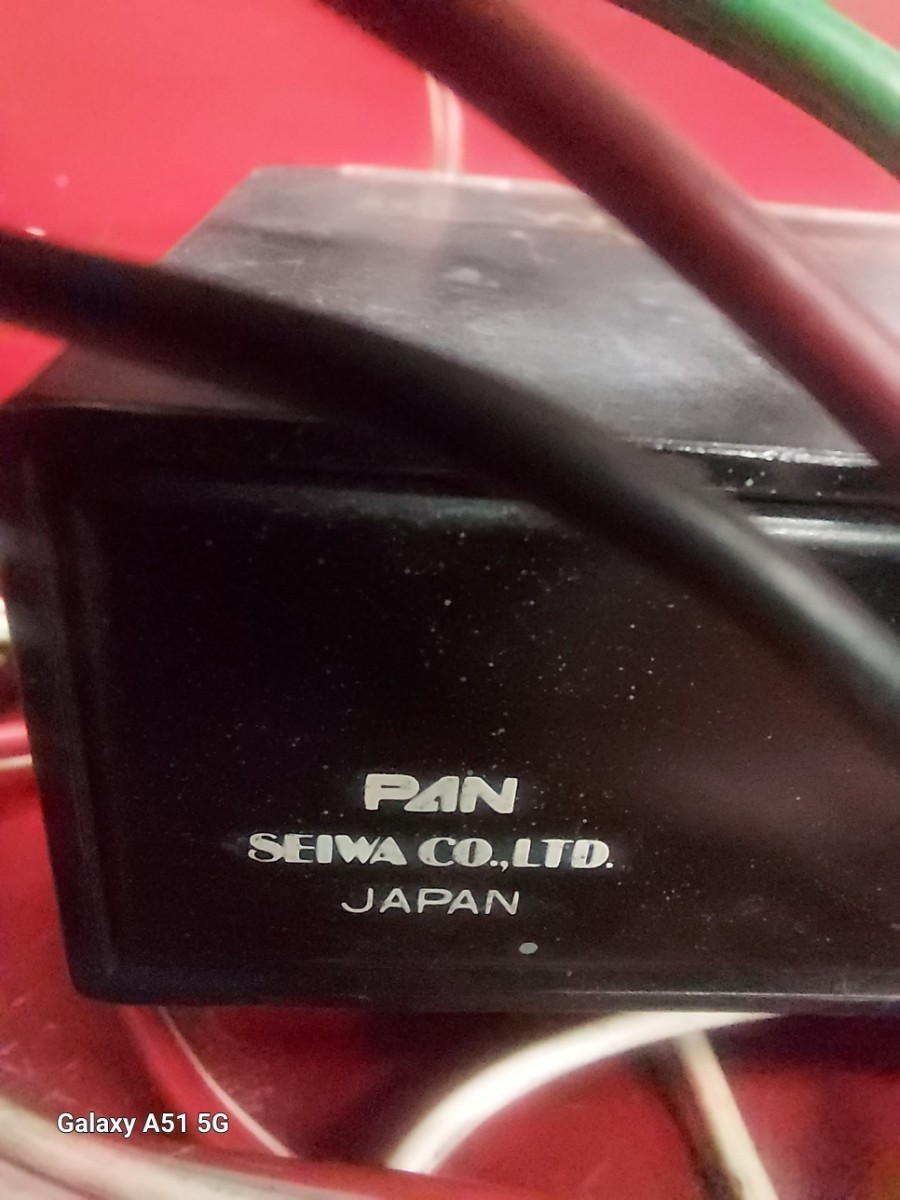 PAN
SEIWA CO.,LTD.
JAPAN
Galaxy A51 5G